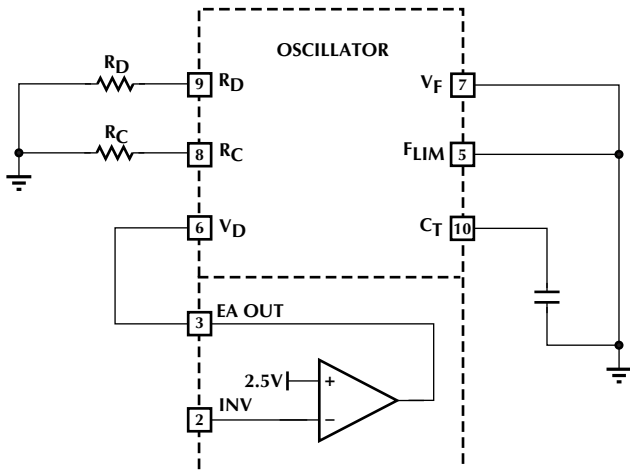 OSCILLATOR
RD
9 RD
VF 7
RC
8 RC
FLIM 5
6 VD
CT 10
EA OUT
3
2.5V
+
INV
2
–